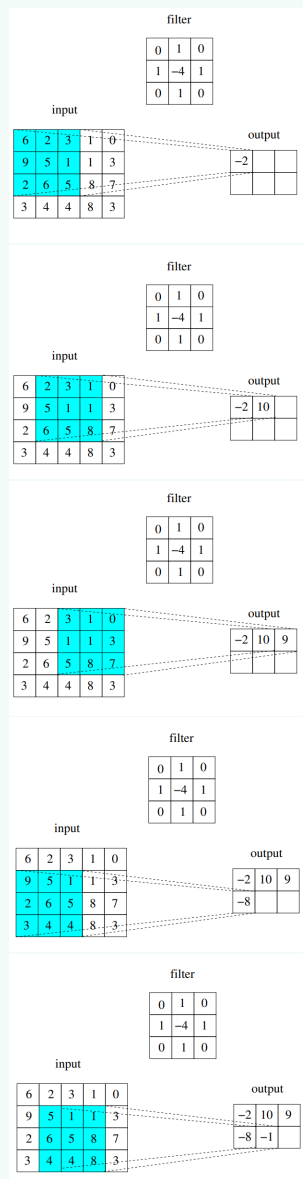 filter
0 1 0
1 −4 1
0 1 0
input
output
6 2 3 1 0
9 5 1 1 3
2 6 5 8 7
3 4 4 8 3
−2
filter
0 1 0
1 −4 1
0 1 0
input
output
6 2 3 1 0
9 5 1 1 3
2 6 5 8 7
3 4 4 8 3
−2 10
filter
0 1 0
1 −4 1
0 1 0
input
output
6 2 3 1 0
9 5 1 1 3
2 6 5 8 7
3 4 4 8 3
−2 10 9
filter
0 1 0
1 −4 1
0 1 0
input
output
6 2 3 1 0
9 5 1 1 3
2 6 5 8 7
3 4 4 8 3
−2 10 9
−8
filter
0 1 0
1 −4 1
0 1 0
input
output
6 2 3 1 0
9 5 1 1 3
2 6 5 8 7
3 4 4 8 3
−2 10 9
−8 −1